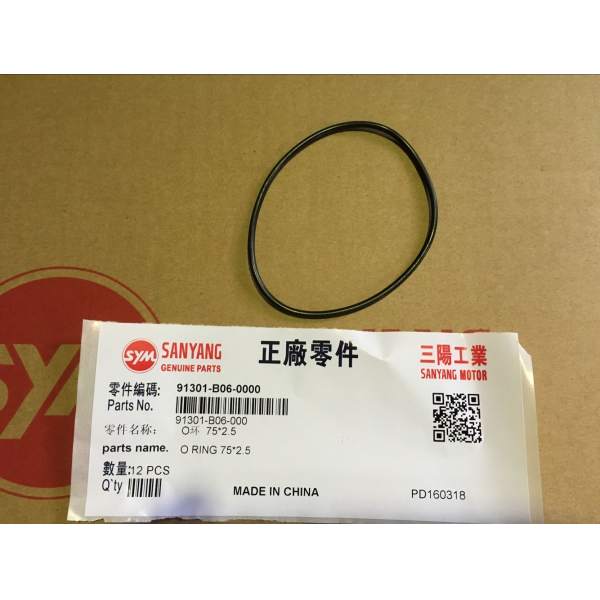 SYM
SYM SANYANG
GENUINE PARTS
正廠零件
三陽工業
SANYANG MOTOR
零件編碼: 91301-B06-0000
Parts No.
91301-B06-000
零件名称: O环 75*2.5
parts name. O RING 75*2.5
數量:12 PCS
Q`ty
MADE IN CHINA
PD160318